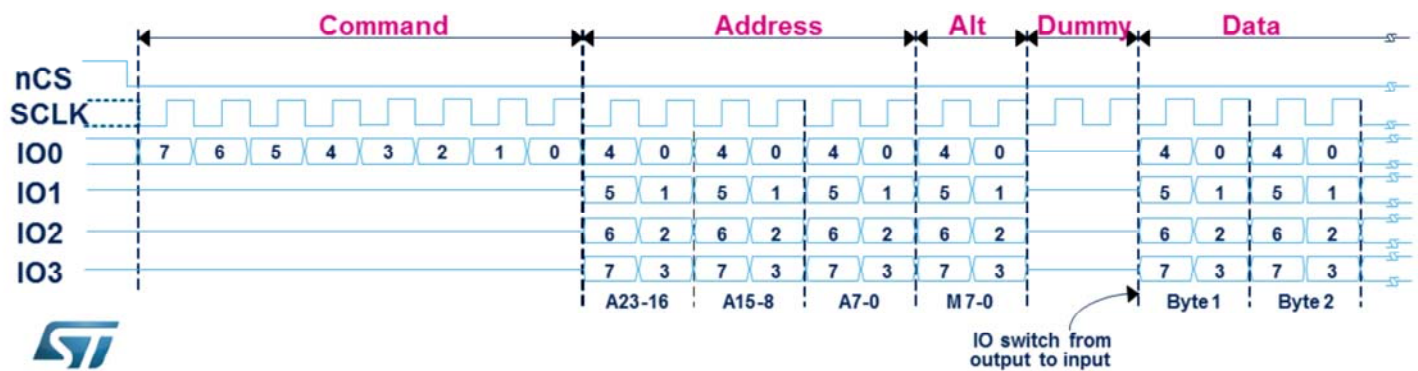 Command Address Alt Dummy Data
nCS
SCLK
IO0 7 6 5 4 3 2 1 0 4 0 4 0 4 0 4 0 4 0 4 0
IO1 5 1 5 1 5 1 5 1 5 1 5 1
IO2 6 2 6 2 6 2 6 2 6 2 6 2
IO3 7 3 7 3 7 3 7 3 7 3 7 3
A23-16 A15-8 A7-0 M7-0 Byte1 Byte2
IO switch from
output to input
ST